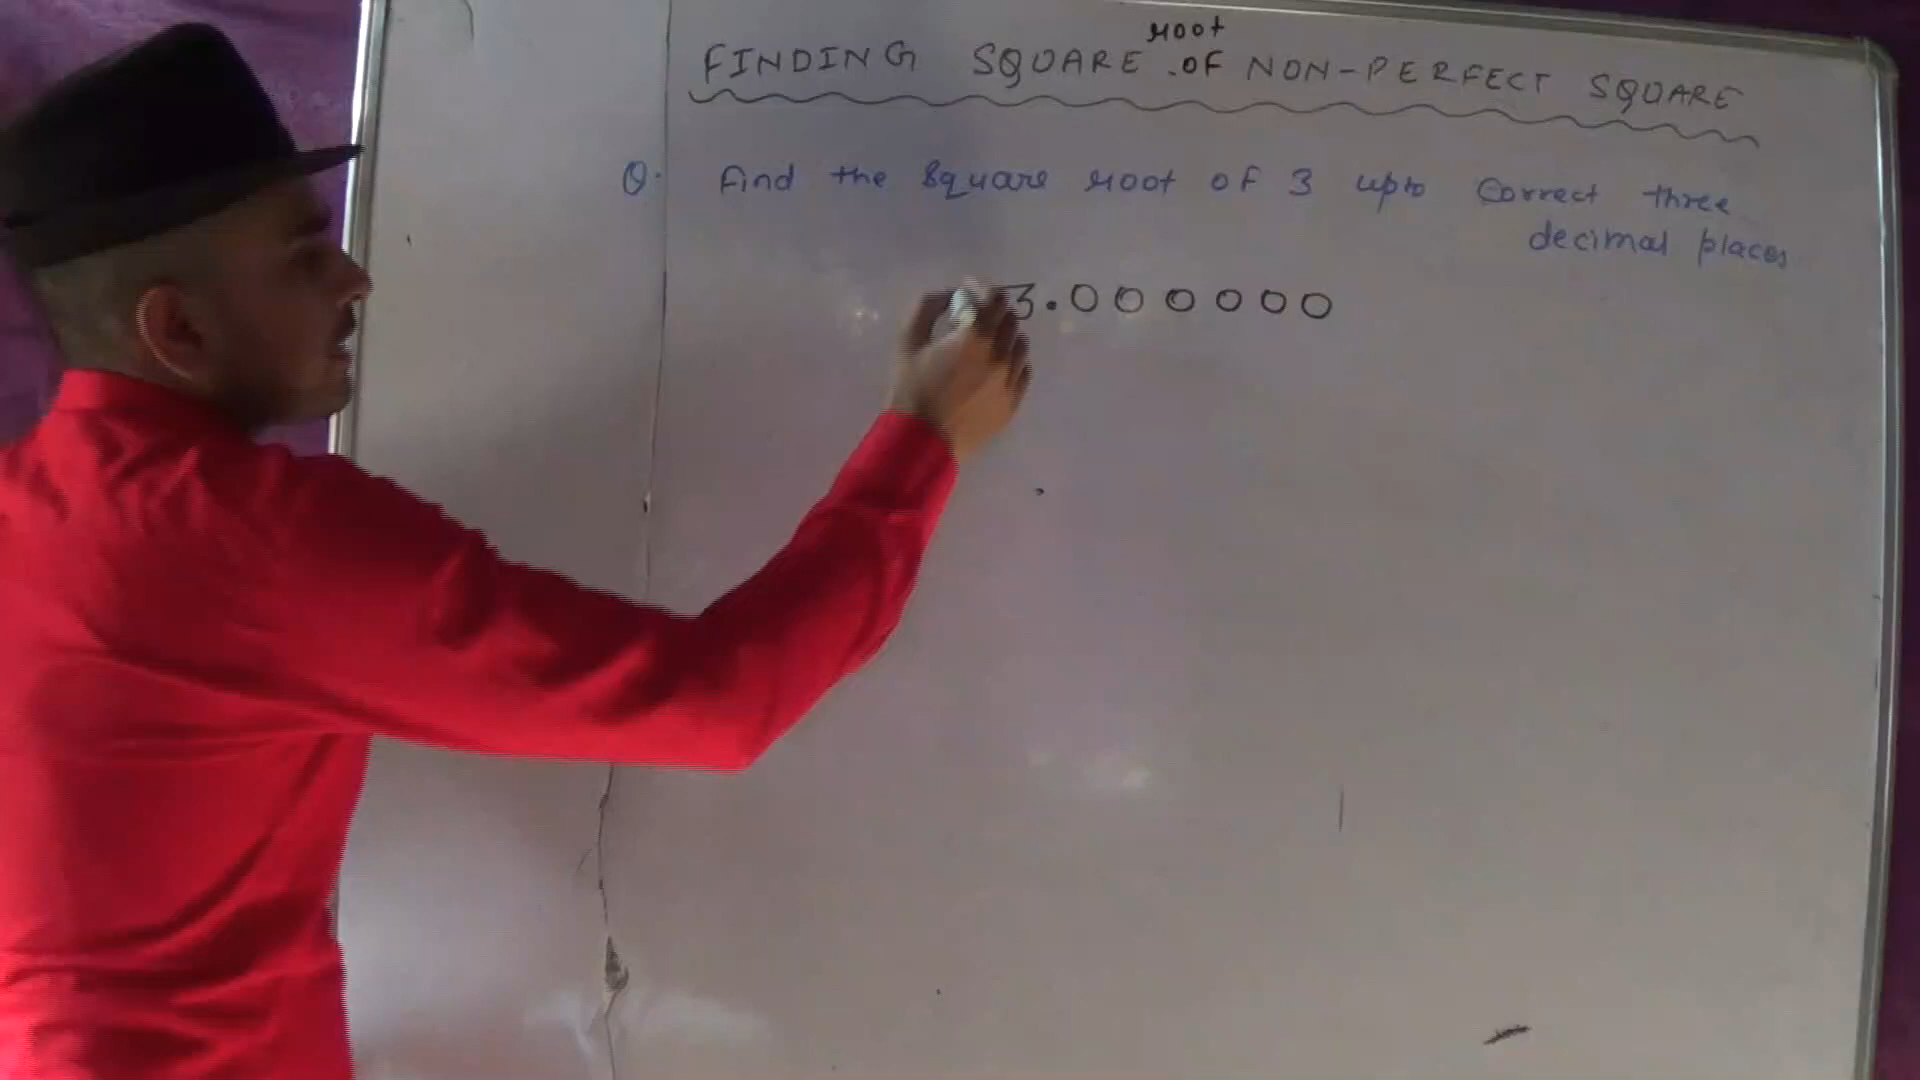 FINDING SQUARE root OF NON-PERFECT SQUARE
Q. Find the square root of 3 upto correct three
decimal places
3.000000